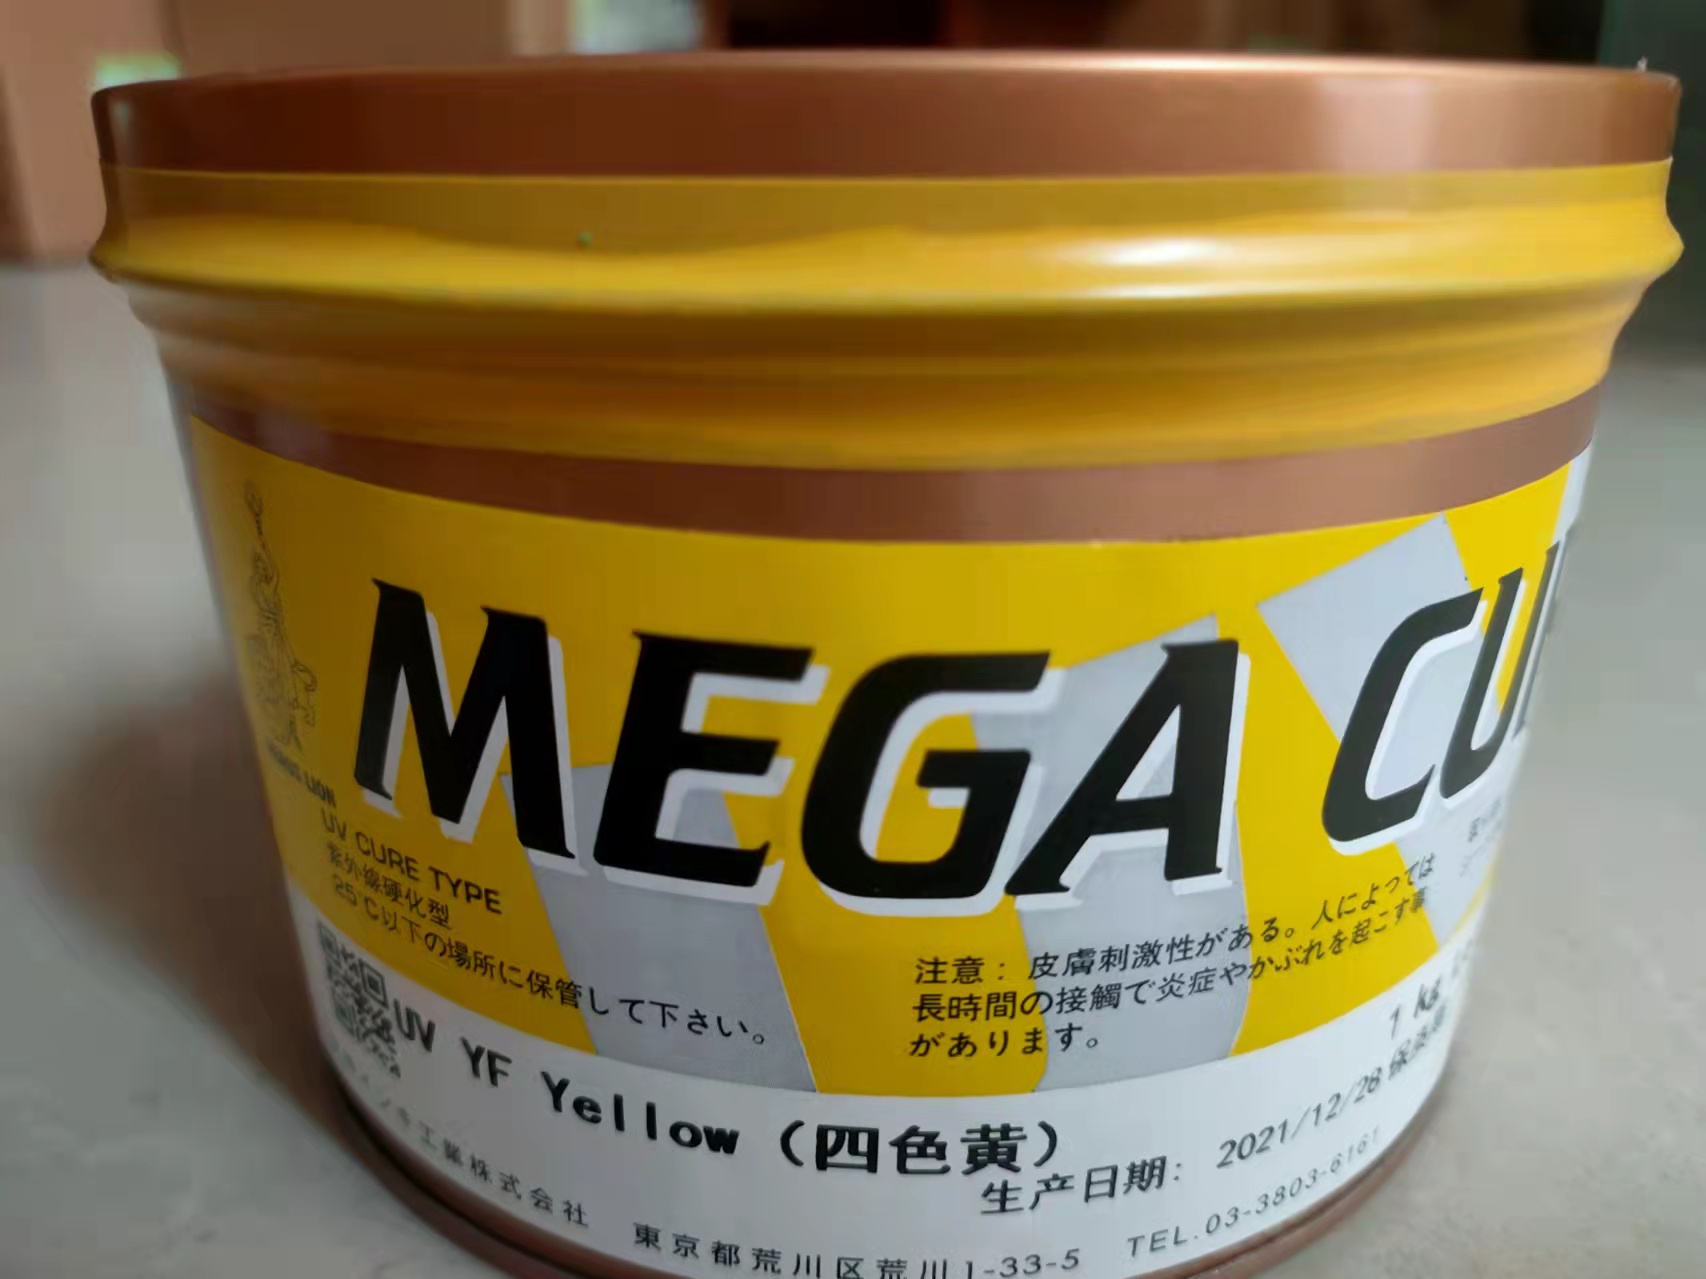 MEGA CU
LION
UV CURE TYPE
紫外線硬化型
25℃以下の場所に保管して下さい。
注意： 皮膚刺激性がある。人によっては
長時間の接觸で炎症やかぶれを起こす事
があります。
UV YF Yellow（四色黄）
1 kg
生产日期： 2021/12/28
工業株式会社 東京都荒川区荒川1-33-5 TEL.03-3803-6161